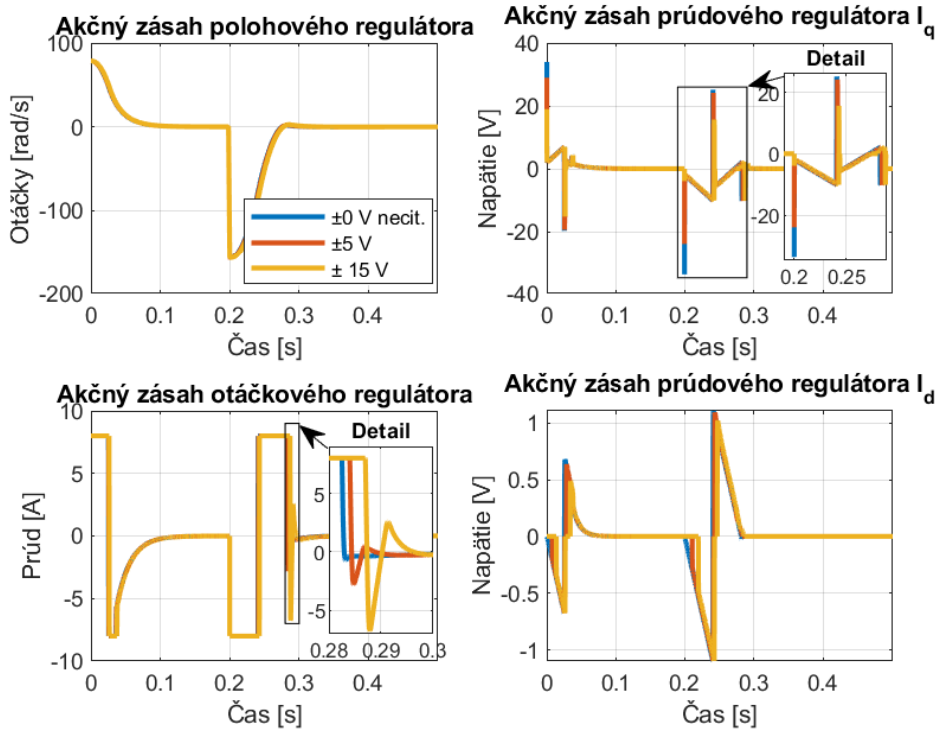 Akčný zásah polohového regulátora
Otáčky [rad/s]
100
0
-100
-200
0
0.1
0.2
0.3
0.4
Čas [s]
±0 V necit.
±5 V
± 15 V
Akčný zásah prúdového regulátora I_q
Napätie [V]
40
20
0
-20
-40
0
0.1
0.2
0.3
0.4
Čas [s]
Detail
20
0
-20
0.2
0.25
Akčný zásah otáčkového regulátora
Prúd [A]
10
5
0
-5
-10
0
0.1
0.2
0.3
0.4
Čas [s]
Detail
5
0
-5
0.28
0.29
0.3
Akčný zásah prúdového regulátora I_d
Napätie [V]
1
0.5
0
-0.5
-1
0
0.1
0.2
0.3
0.4
Čas [s]